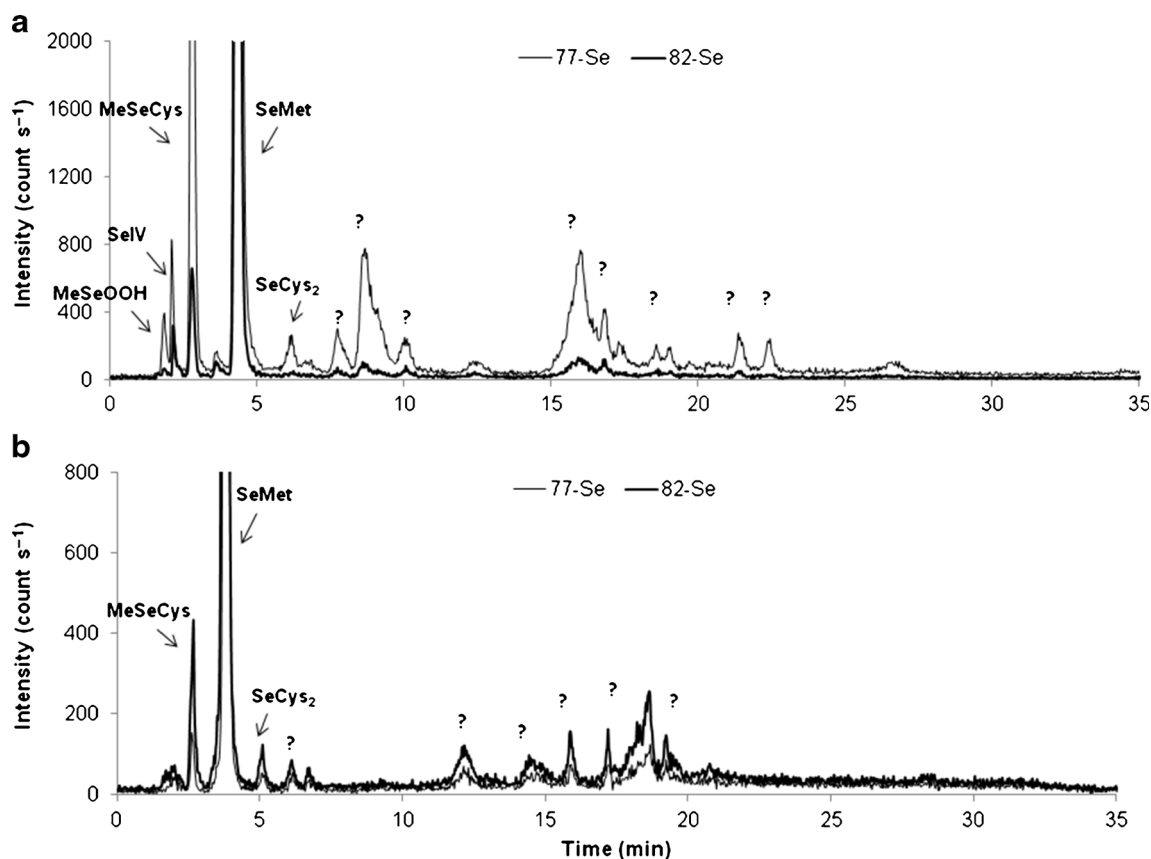 a
2000
77-Se 82-Se
1600
MeSeCys SeMet
1200
Intensity (count s⁻¹)
?
?
800
SeIV
?
SeCys₂
?
? ?
MeSeOOH
400
?
?
0
0 5 10 15 20 25 30 35
b
800
77-Se 82-Se
SeMet
600
Intensity (count s⁻¹)
MeSeCys
400
SeCys₂
?
?
?
200
?
?
?
0
0 5 10 15 20 25 30 35
Time (min)